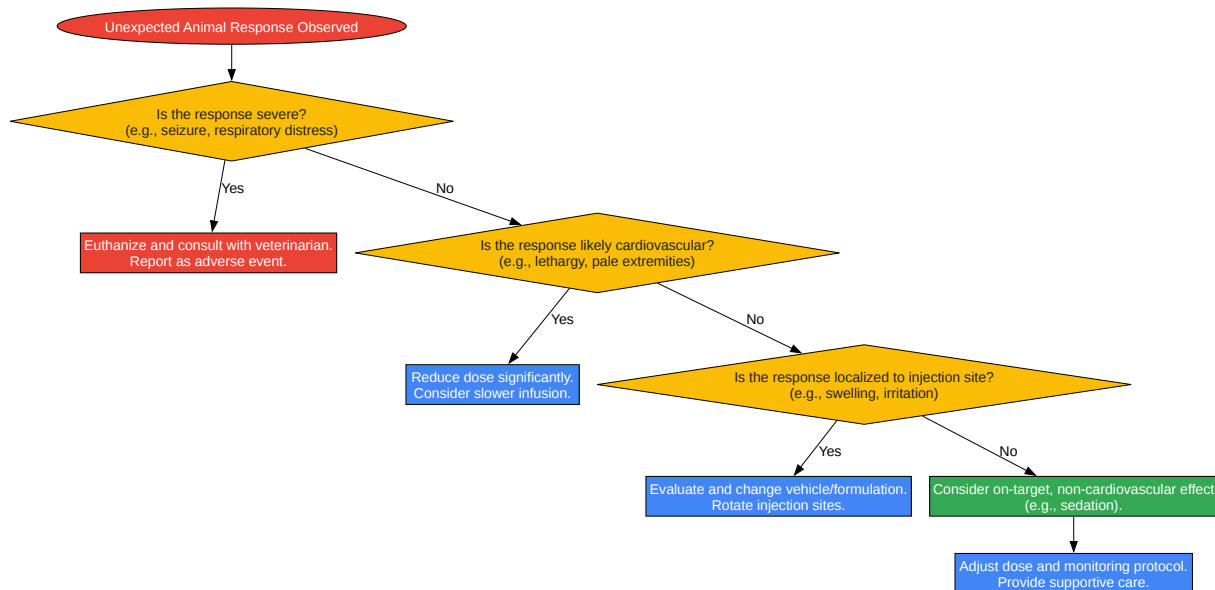 Unexpected Animal Response Observed
Is the response severe?
(e.g., seizure, respiratory distress)
Yes
No
Euthanize and consult with veterinarian.
Report as adverse event.
Is the response likely cardiovascular?
(e.g., lethargy, pale extremities)
Yes
No
Reduce dose significantly.
Consider slower infusion.
Is the response localized to injection site?
(e.g., swelling, irritation)
Yes
No
Evaluate and change vehicle/formulation.
Rotate injection sites.
Consider on-target, non-cardiovascular effect
(e.g., sedation).
Adjust dose and monitoring protocol.
Provide supportive care.